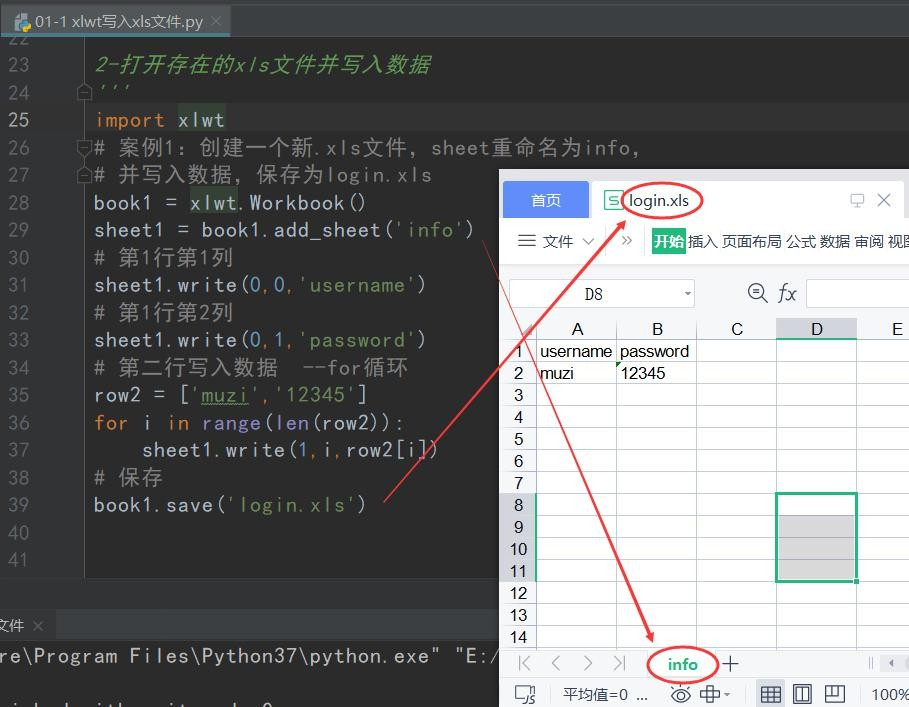 01-1 xlwt写入xls文件.py
22
23 2-打开存在的xls文件并写入数据
24 '''
25 import xlwt
26 # 案例1：创建一个新.xls文件，sheet重命名为info，
27 # 并写入数据，保存为login.xls
28 book1 = xlwt.Workbook()
29 sheet1 = book1.add_sheet('info')
30 # 第1行第1列
31 sheet1.write(0,0,'username')
32 # 第1行第2列
33 sheet1.write(0,1,'password')
34 # 第二行写入数据 --for循环
35 row2 = ['muzi','12345']
36 for i in range(len(row2)):
37 sheet1.write(1,i,row2[i])
38 # 保存
39 book1.save('login.xls')
40
41
文件
re\Program Files\Python37\python.exe" "E:/
首页 S login.xls
文件 开始 插入 页面布局 公式 数据 审阅 视图
D8 fx
A B C D E
1 username password
2 muzi 12345
3
4
5
6
7
8
9
10
11
12
13
14
info
平均值=0 ... 100%